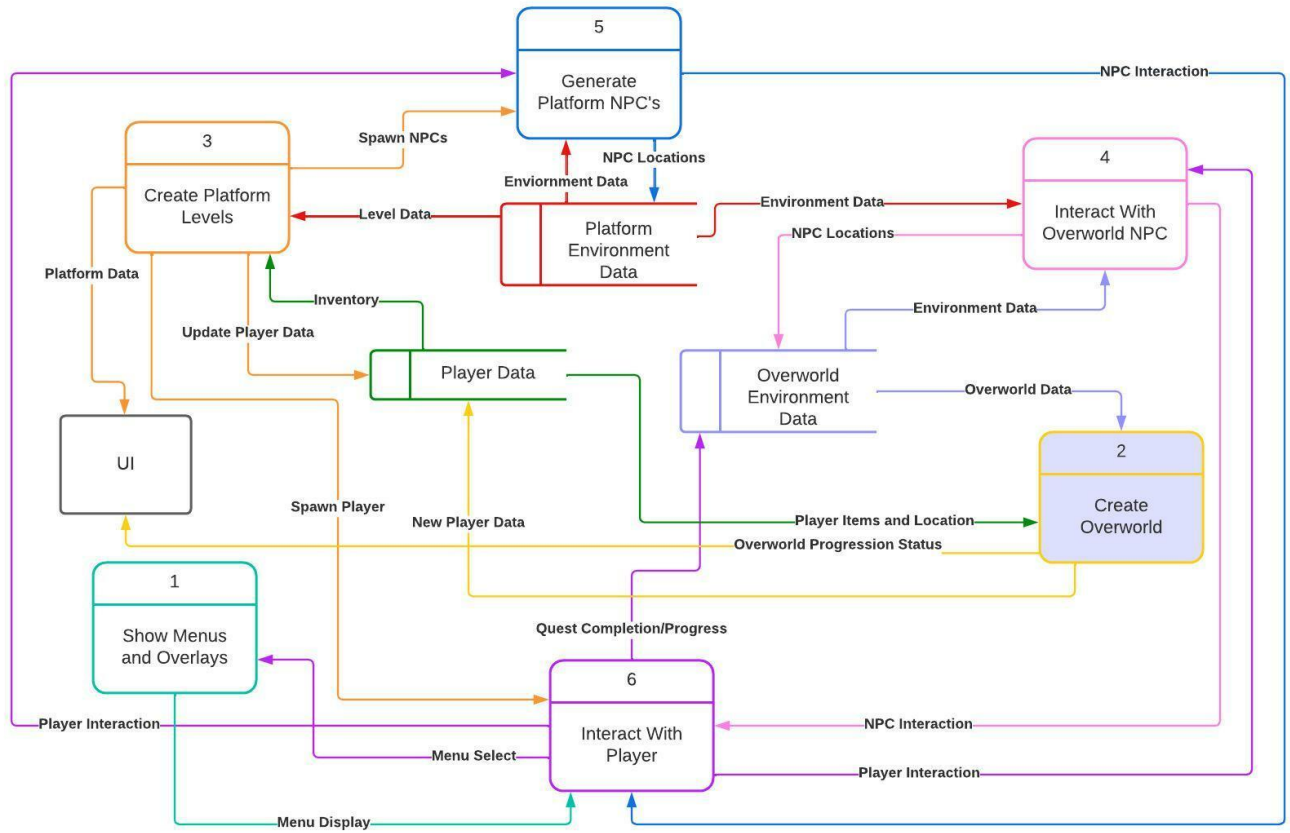 5
Generate
Platform NPC's
NPC Interaction
Spawn NPCs
3
Create Platform
Levels
NPC Locations
Enviornment Data
4
Interact With
Overworld NPC
Level Data
Platform
Environment
Data
Environment Data
NPC Locations
Platform Data
Inventory
Environment Data
Update Player Data
Player Data
Overworld
Environment
Data
Overworld Data
UI
2
Create
Overworld
Spawn Player
New Player Data
Player Items and Location
Overworld Progression Status
1
Show Menus
and Overlays
Quest Completion/Progress
6
Interact With
Player
Player Interaction
NPC Interaction
Menu Select
Player Interaction
Menu Display